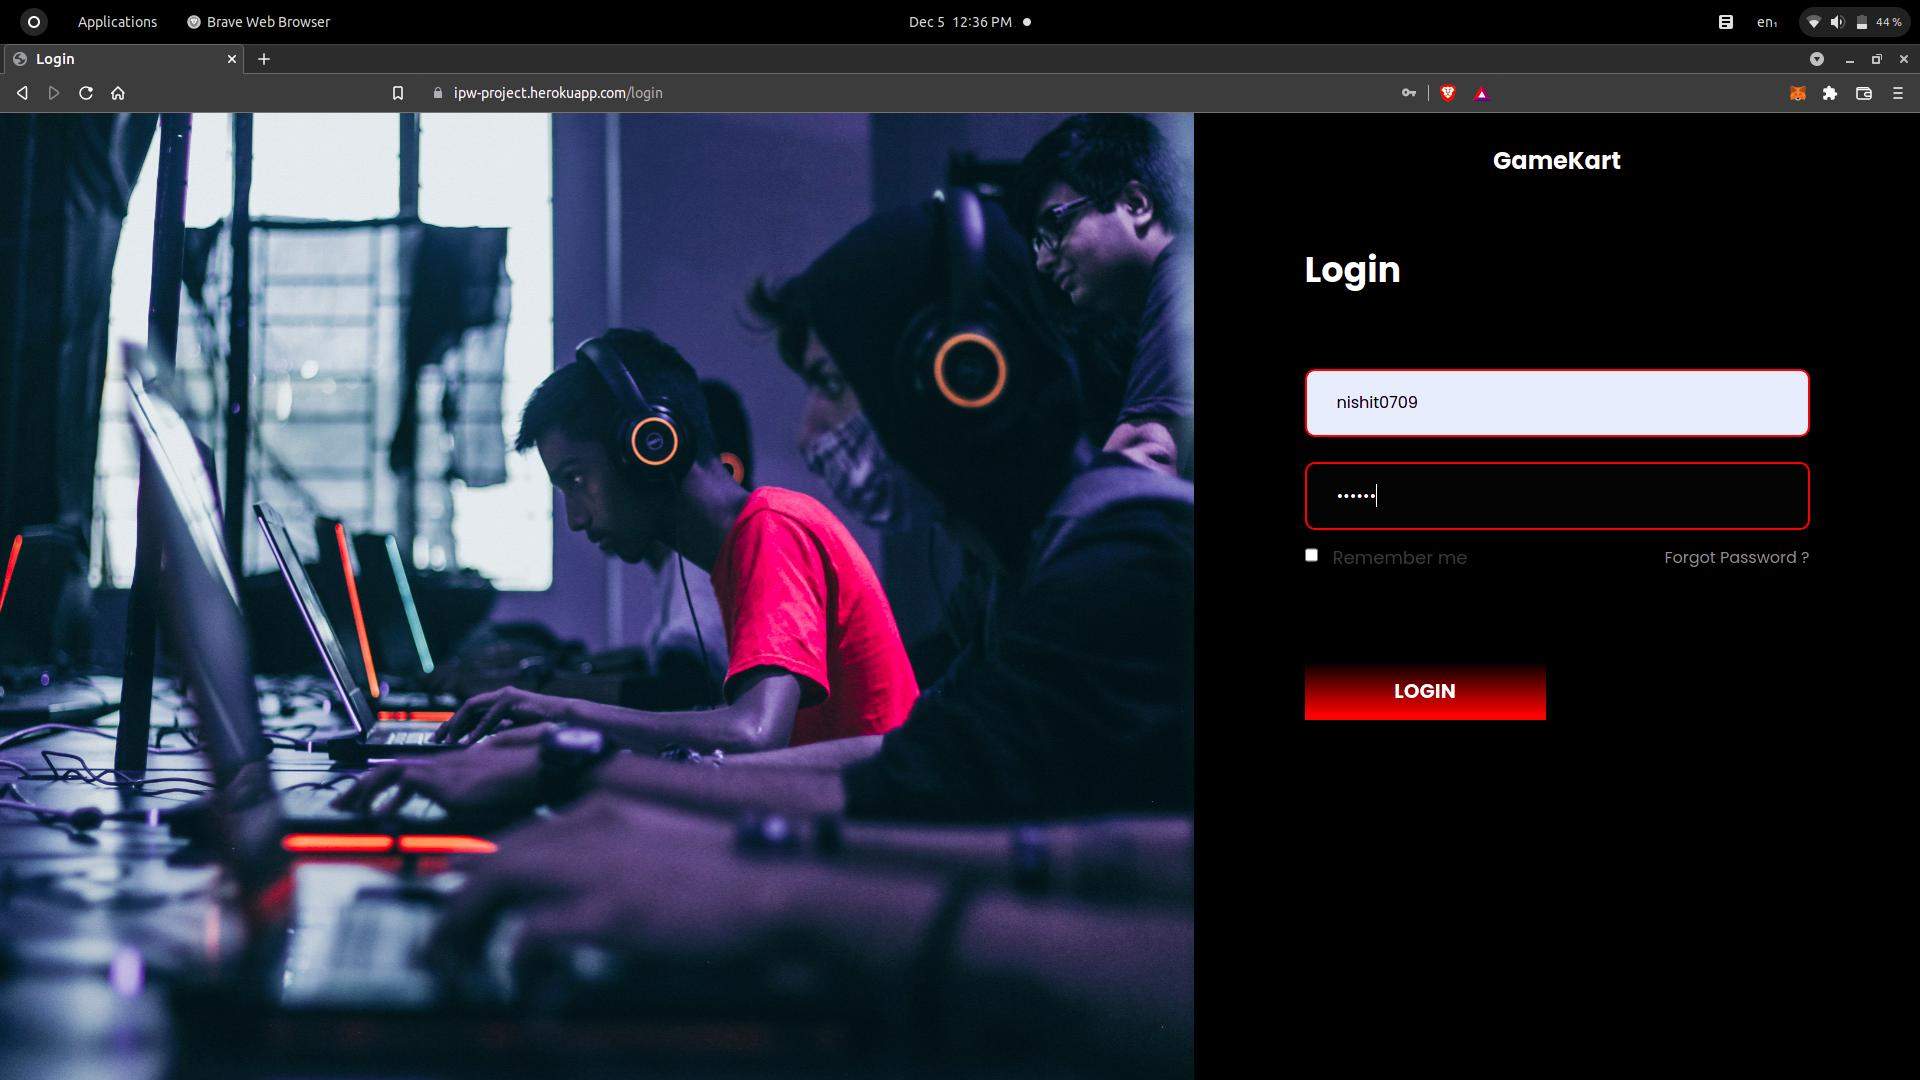 Applications
Brave Web Browser
Dec 5 12:36 PM
en₁
44 %
Login
ipw-project.herokuapp.com/login
GameKart
Login
nishit0709
••••••
Remember me
Forgot Password ?
LOGIN